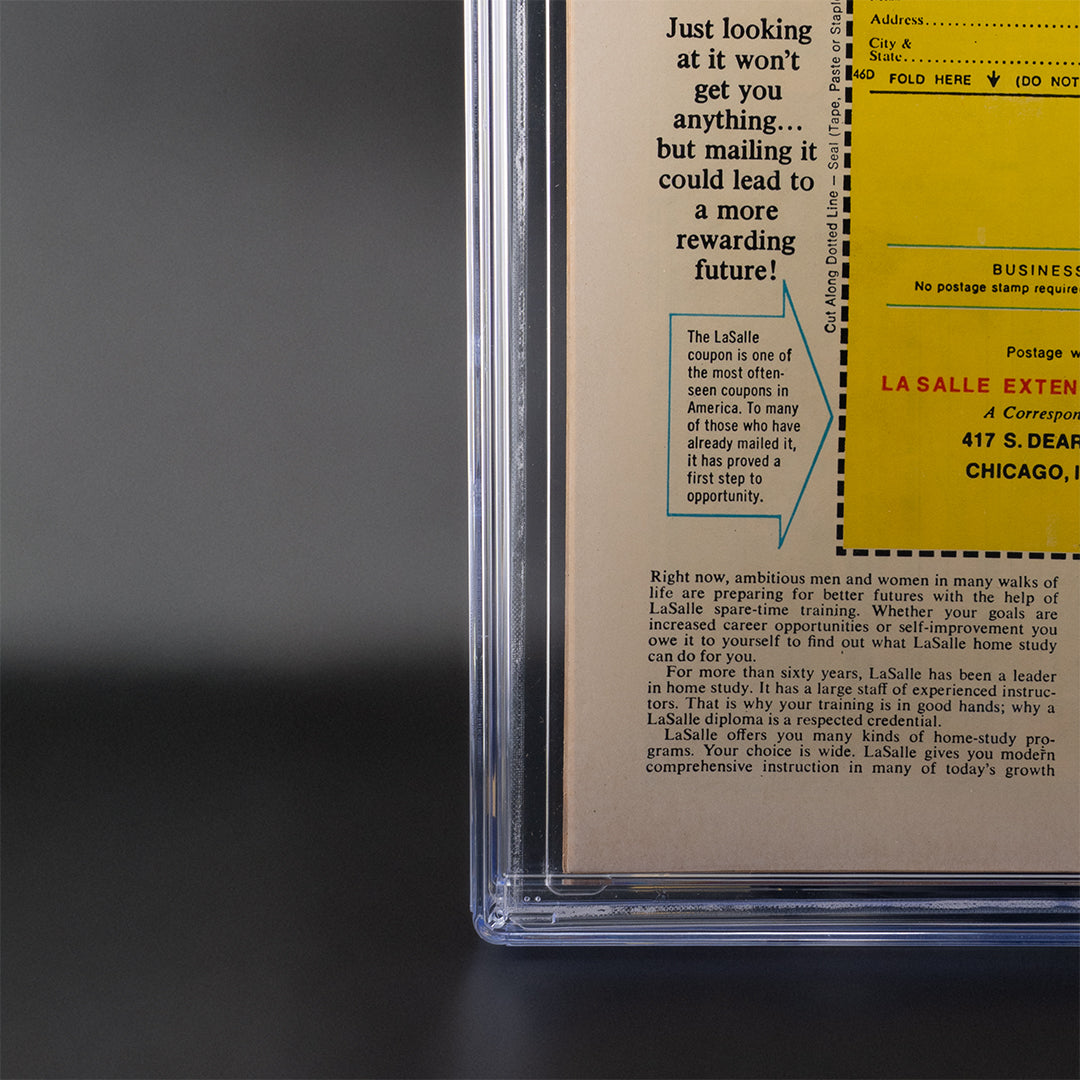 Just looking
at it won't
get you
anything...
but mailing it
could lead to
a more
rewarding
future!
The LaSalle
coupon is one of
the most often-
seen coupons in
America. To many
of those who have
already mailed it,
it has proved a
first step to
opportunity.
Cut Along Dotted Line – Seal (Tape, Paste or Staple
Address
City &
State
46D FOLD HERE ↓ (DO NOT
BUSINESS
No postage stamp require
Postage w
LA SALLE EXTEN
A Correspon
417 S. DEAR
CHICAGO, I
Right now, ambitious men and women in many walks of
life are preparing for better futures with the help of
LaSalle spare-time training. Whether your goals are
increased career opportunities or self-improvement you
owe it to yourself to find out what LaSalle home study
can do for you.
For more than sixty years, LaSalle has been a leader
in home study. It has a large staff of experienced instruc-
tors. That is why your training is in good hands; why a
LaSalle diploma is a respected credential.
LaSalle offers you many kinds of home-study pro-
grams. Your choice is wide. LaSalle gives you modern
comprehensive instruction in many of today's growth